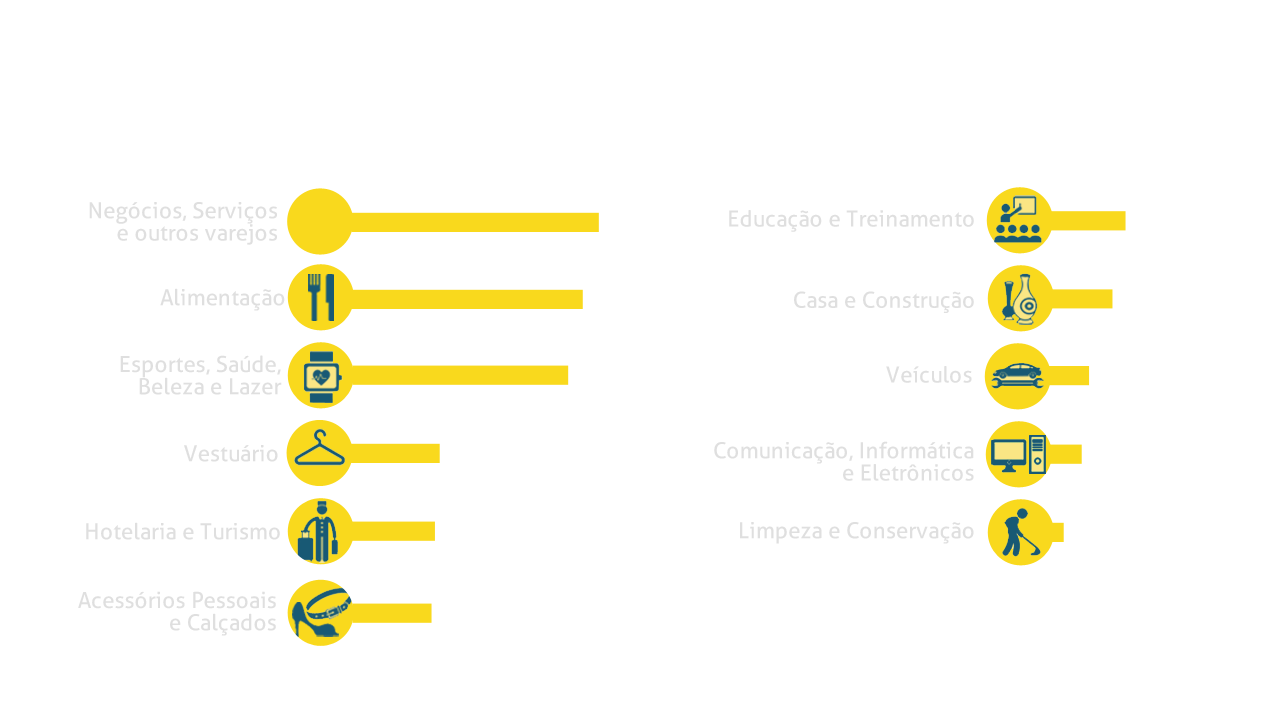 Negócios, Serviços
e outros varejos
Alimentação
Esportes, Saúde,
Beleza e Lazer
Vestuário
Hotelaria e Turismo
Acessórios Pessoais
e Calçados
Educação e Treinamento
Casa e Construção
Veículos
Comunicação, Informática
e Eletrônicos
Limpeza e Conservação